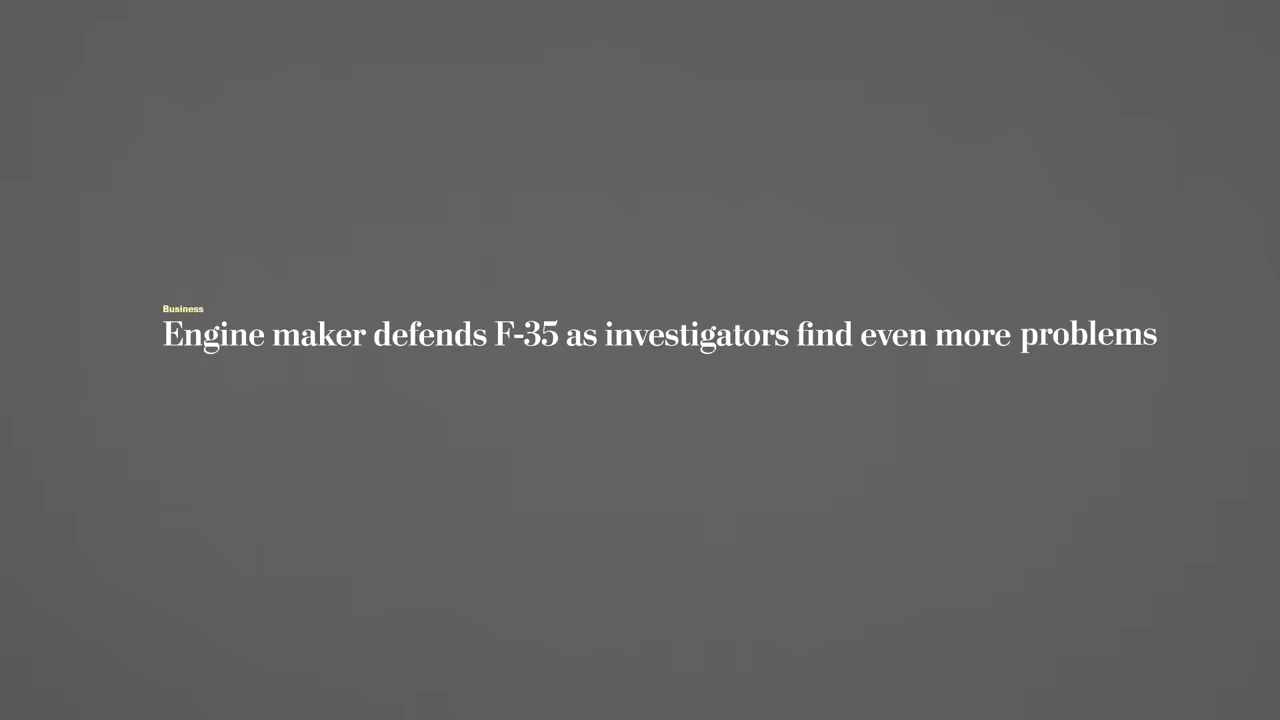 Business
Engine maker defends F-35 as investigators find even more problems